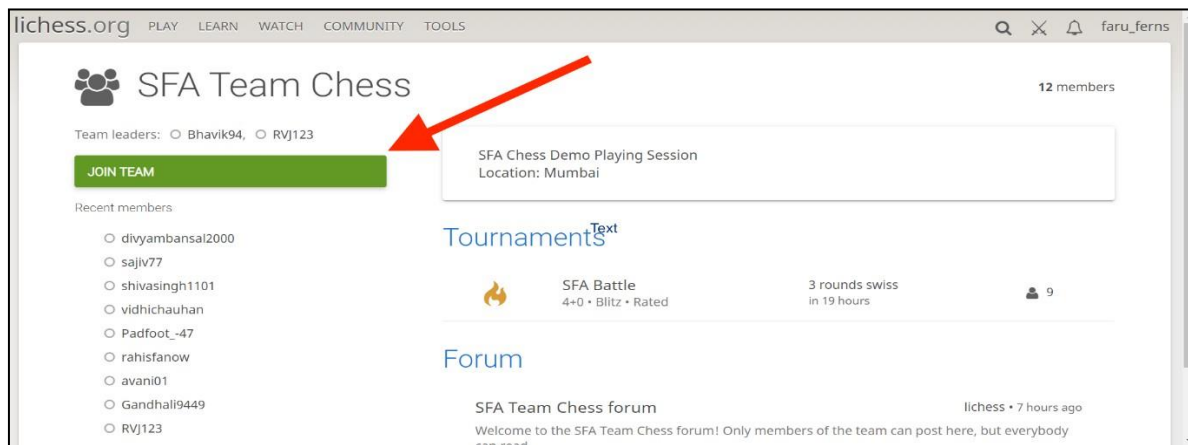 lichess.org PLAY LEARN WATCH COMMUNITY TOOLS faru_ferns
SFA Team Chess
12 members
Team leaders: Bhavik94, RVJ123
JOIN TEAM
SFA Chess Demo Playing Session
Location: Mumbai
Recent members
divyambansal2000
sajiv77
shivasingh1101
vidhichauhan
Padfoot_-47
rahisfanow
avani01
Gandhali9449
RVJ123
Tournaments
Text
SFA Battle 3 rounds swiss 9
4+0 • Blitz • Rated in 19 hours
Forum
SFA Team Chess forum lichess • 7 hours ago
Welcome to the SFA Team Chess forum! Only members of the team can post here, but everybody